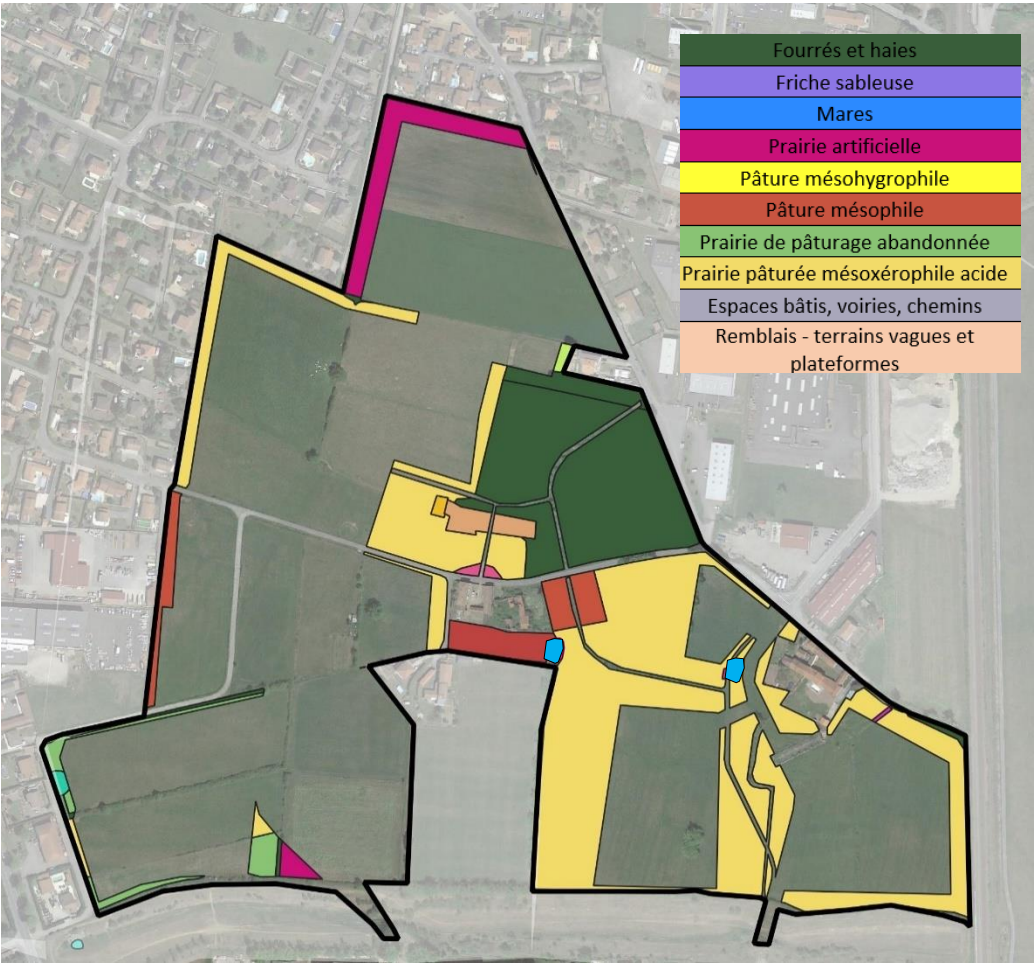 Fourrés et haies
Friche sableuse
Mares
Prairie artificielle
Pâture mésohygrophile
Pâture mésophile
Prairie de pâturage abandonnée
Prairie pâturée mésoxérophile acide
Espaces bâtis, voiries, chemins
Remblais - terrains vagues et
plateformes